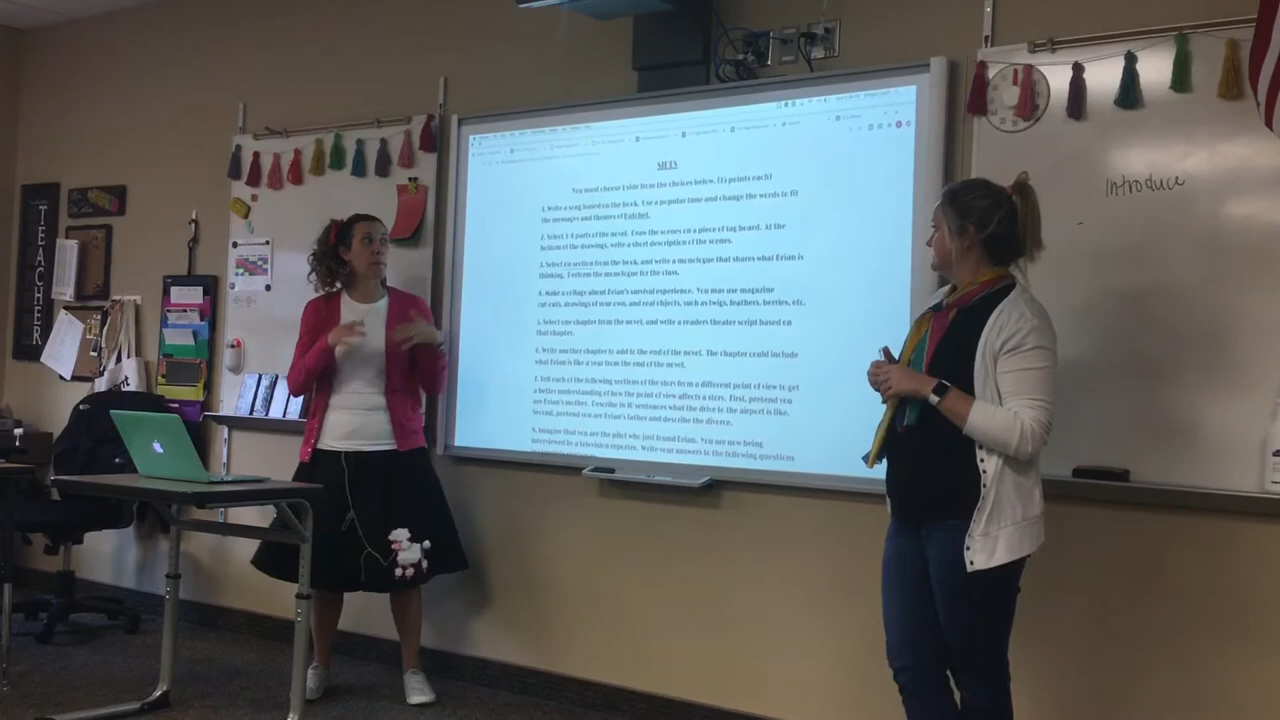 TEACHER
Introduce
SIDES
You must choose 1 side from the choices below. (15 points each)
1. Write a song based on the book. Use a popular tune and change the words to fit
the messages and themes of Hatchet.
2. Select 3-4 parts of the novel. Draw the scenes on a piece of tag board. At the
bottom of the drawings, write a short description of the scenes.
3. Select on section from the book, and write a monologue that shares what Brian is
thinking. Perform the monologue for the class.
4. Make a collage about Brian's survival experience. You may use magazine
cut-outs, drawings of your own, and real objects, such as twigs, feathers, berries, etc.
5. Select one chapter from the novel, and write a readers theater script based on
that chapter.
6. Write another chapter to add to the end of the novel. The chapter could include
what Brian is like a year from the end of the novel.
7. Tell each of the following sections of the story from a different point of view to get
a better understanding of how the point of view affects a story. First, pretend you
are Brian's mother. Describe in 10 sentences what the drive to the airport is like.
Second, pretend you are Brian's father and describe the divorce.
8. Imagine that you are the pilot who just found Brian. You are now being
interviewed by a television reporter. Write your answers to the following questions